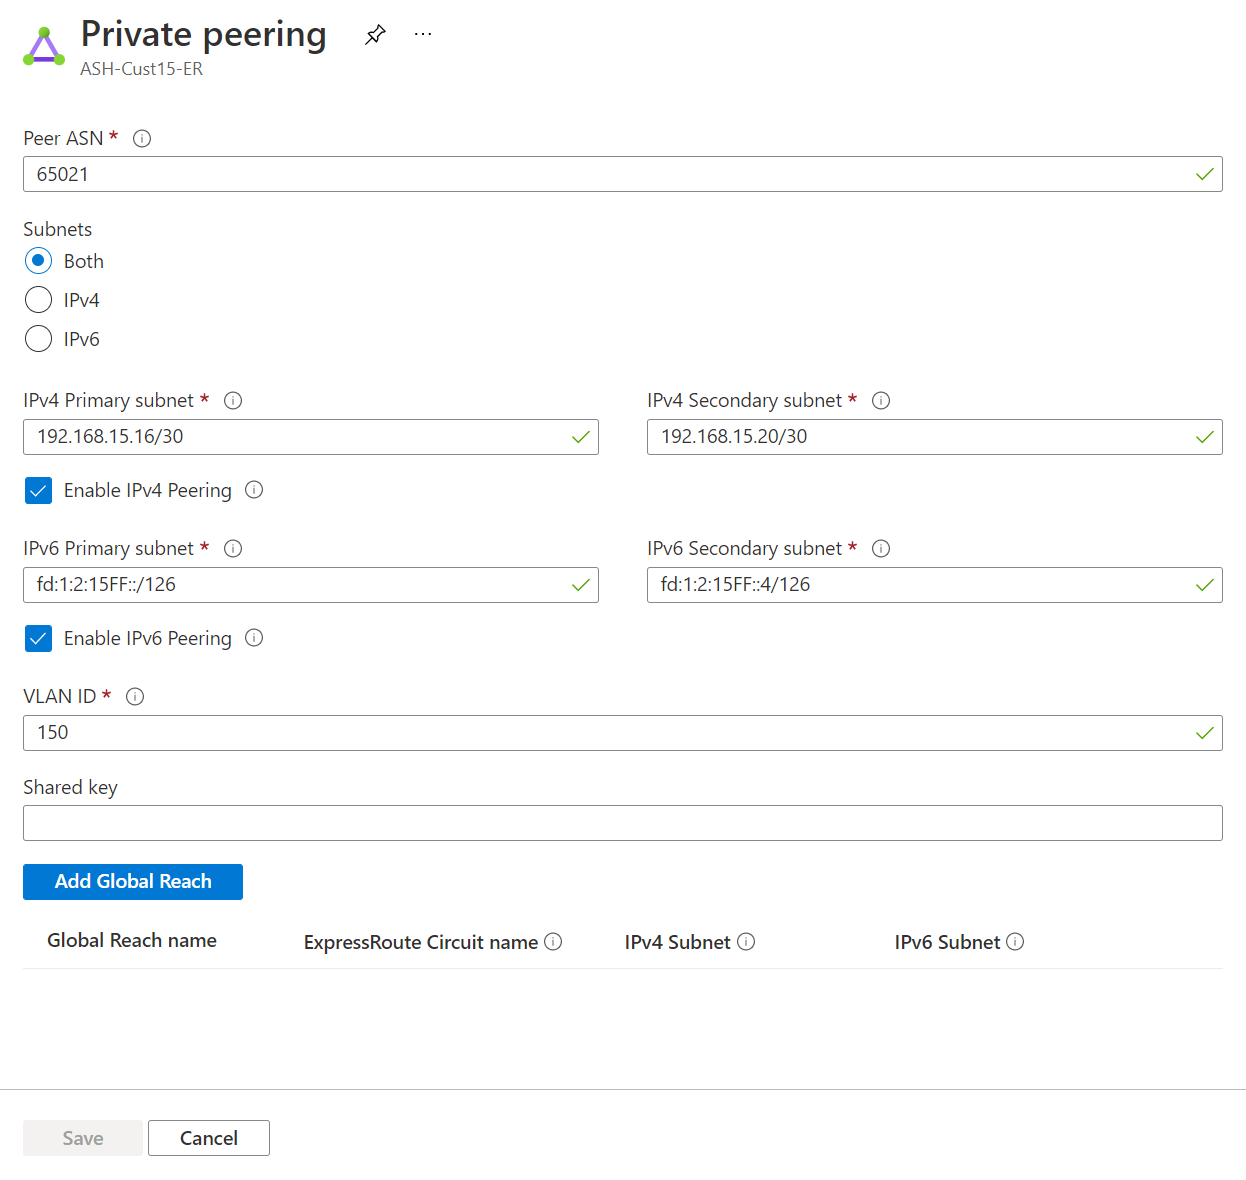 Private peering
ASH-Cust15-ER
Peer ASN *
65021
Subnets
Both
IPv4
IPv6
IPv4 Primary subnet * IPv4 Secondary subnet *
192.168.15.16/30 192.168.15.20/30
Enable IPv4 Peering
IPv6 Primary subnet * IPv6 Secondary subnet *
fd:1:2:15FF::/126 fd:1:2:15FF::4/126
Enable IPv6 Peering
VLAN ID *
150
Shared key
Add Global Reach
Global Reach name ExpressRoute Circuit name IPv4 Subnet IPv6 Subnet
Save Cancel